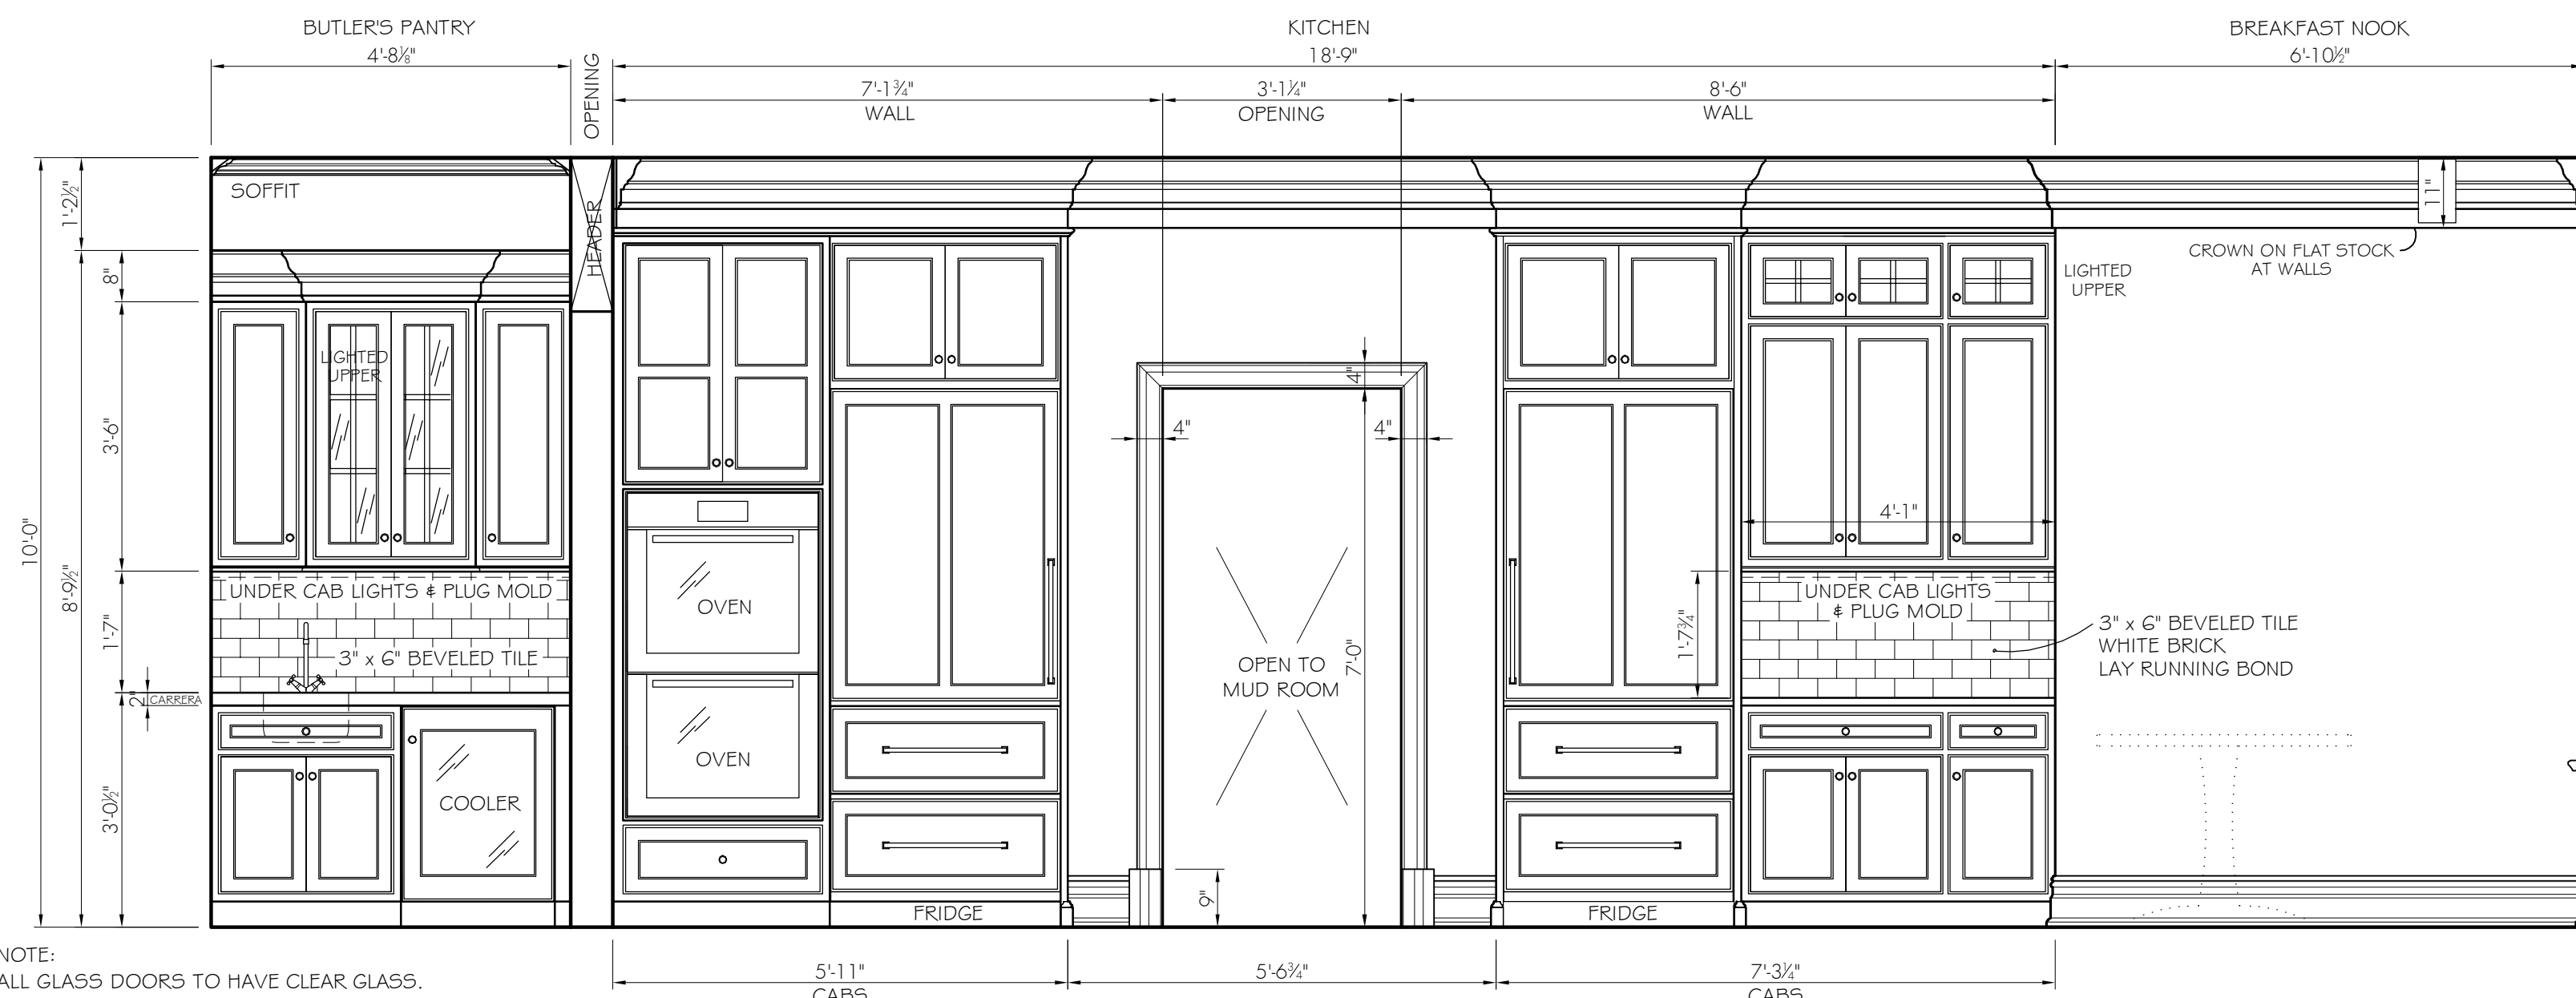 BUTLER'S PANTRY
4'-8⅛"
OPENING
KITCHEN
18'-9"
BREAKFAST NOOK
6'-10½"
7'-1¾"
WALL
3'-1¼"
OPENING
8'-6"
WALL
1'-2½"
SOFFIT
HEADER
11"
CROWN ON FLAT STOCK
AT WALLS
LIGHTED
UPPER
8"
LIGHTED
UPPER
3'-6"
4"
4"
4"
4'-1"
10'-0"
8'-9½"
1'-7"
UNDER CAB LIGHTS & PLUG MOLD
3" x 6" BEVELED TILE
OVEN
UNDER CAB LIGHTS
& PLUG MOLD
1'-7¾"
3" x 6" BEVELED TILE
WHITE BRICK
LAY RUNNING BOND
OPEN TO
MUD ROOM
7'-0"
2"
CARRERA
OVEN
COOLER
3'-0½"
9"
FRIDGE
FRIDGE
NOTE:
ALL GLASS DOORS TO HAVE CLEAR GLASS.
5'-11"
CABS
5'-6¾"
7'-3¼"
CABS